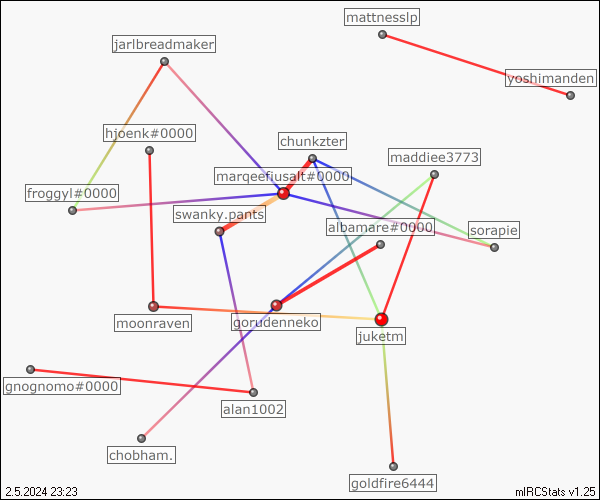 mattnesslp
jarlbreadmaker
yoshimanden
hjoenk#0000
chunkzter
maddiee3773
marqeefiusalt#0000
froggyl#0000
swanky.pants
albamare#0000
sorapie
moonraven
gorudenneko
juketm
gnognomo#0000
alan1002
chobham.
goldfire6444
2.5.2024 23:23
mIRCStats v1.25